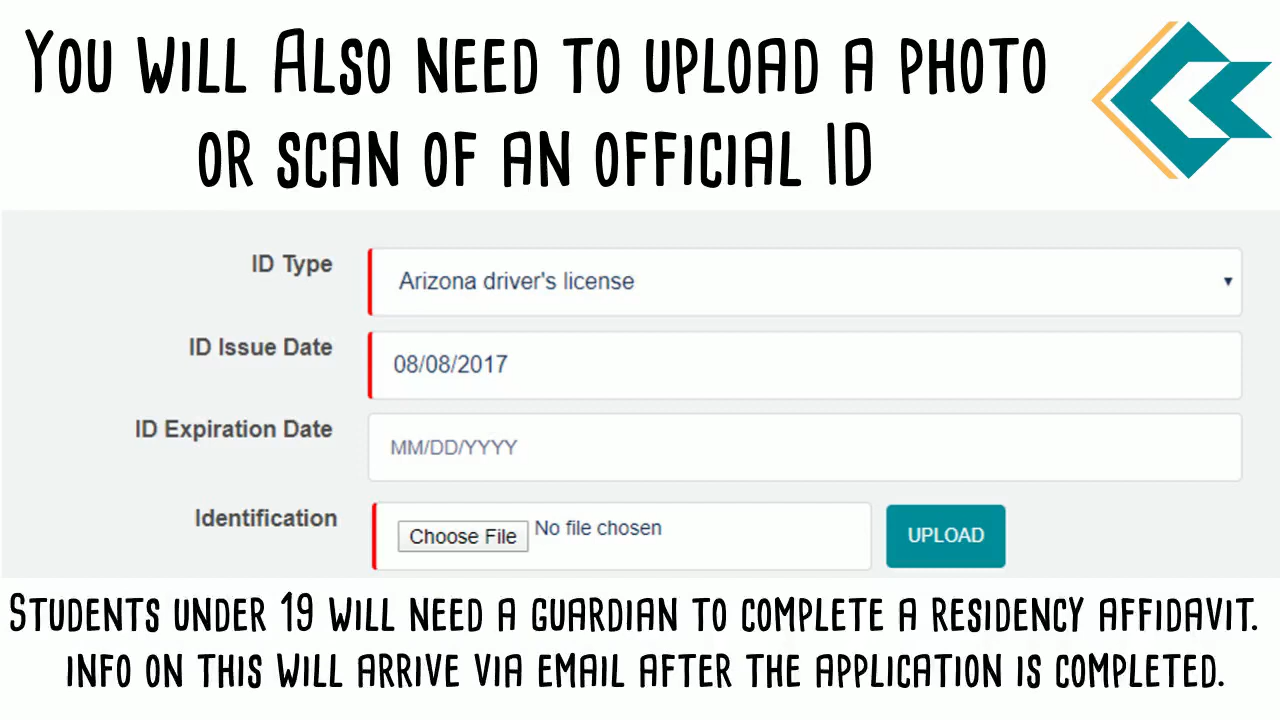 You will Also need to upload a photo
or scan of an official ID
ID Type
Arizona driver's license
ID Issue Date
08/08/2017
ID Expiration Date
MM/DD/YYYY
Identification
Choose File No file chosen
UPLOAD
Students under 19 will need a guardian to complete a residency affidavit.
info on this will arrive via email after the application is completed.